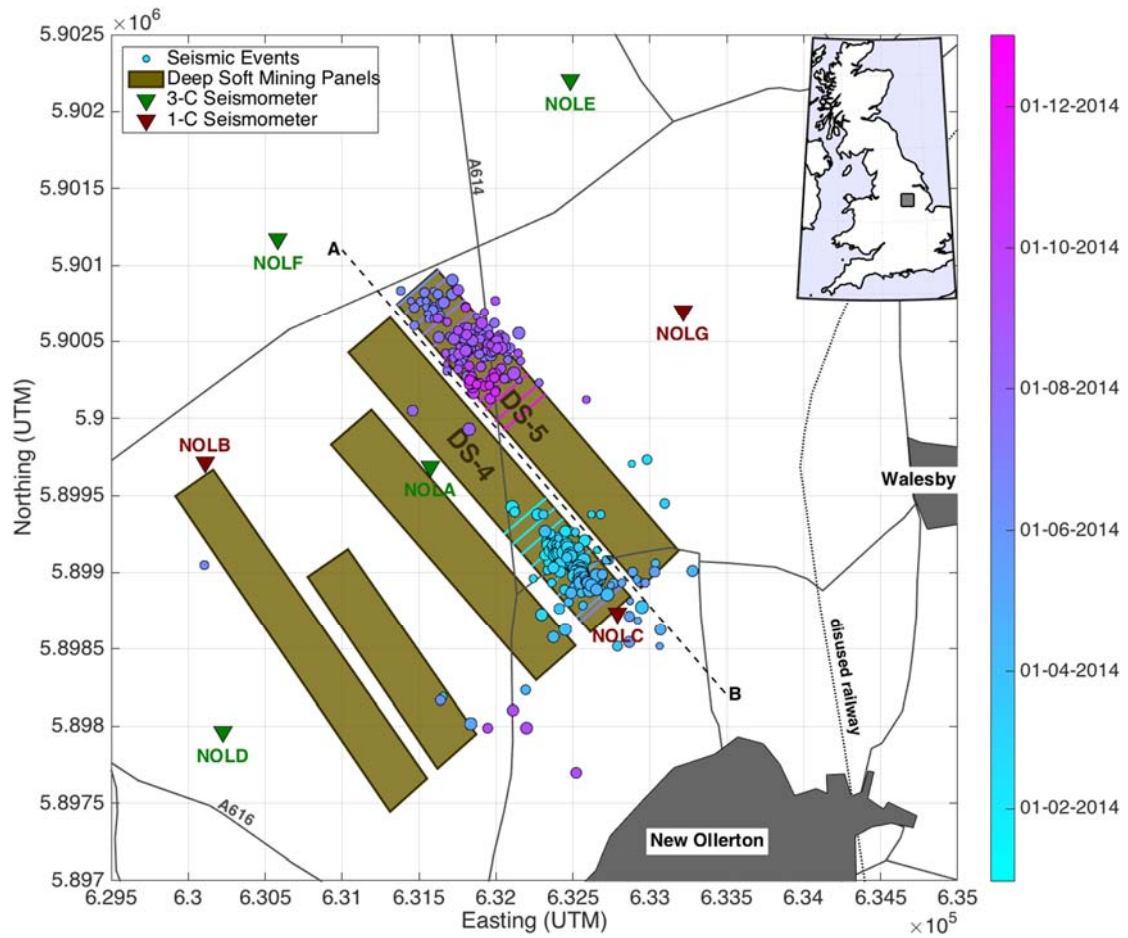 ×10⁶
5.9025
5.902
5.9015
5.901
5.9005
5.9
5.8995
5.899
5.8985
5.898
5.8975
5.897
Northing (UTM)
Seismic Events
Deep Soft Mining Panels
3-C Seismometer
1-C Seismometer
NOLE
A614
A
NOLF
NOLG
DS-5
DS-4
NOLB
NOLA
Walesby
NOLC
B
disused railway
NOLD
A616
New Ollerton
6.295
6.3
6.305
6.31
6.315
6.32
6.325
6.33
6.335
6.34
6.345
6.35
Easting (UTM)
×10⁵
01-12-2014
01-10-2014
01-08-2014
01-06-2014
01-04-2014
01-02-2014